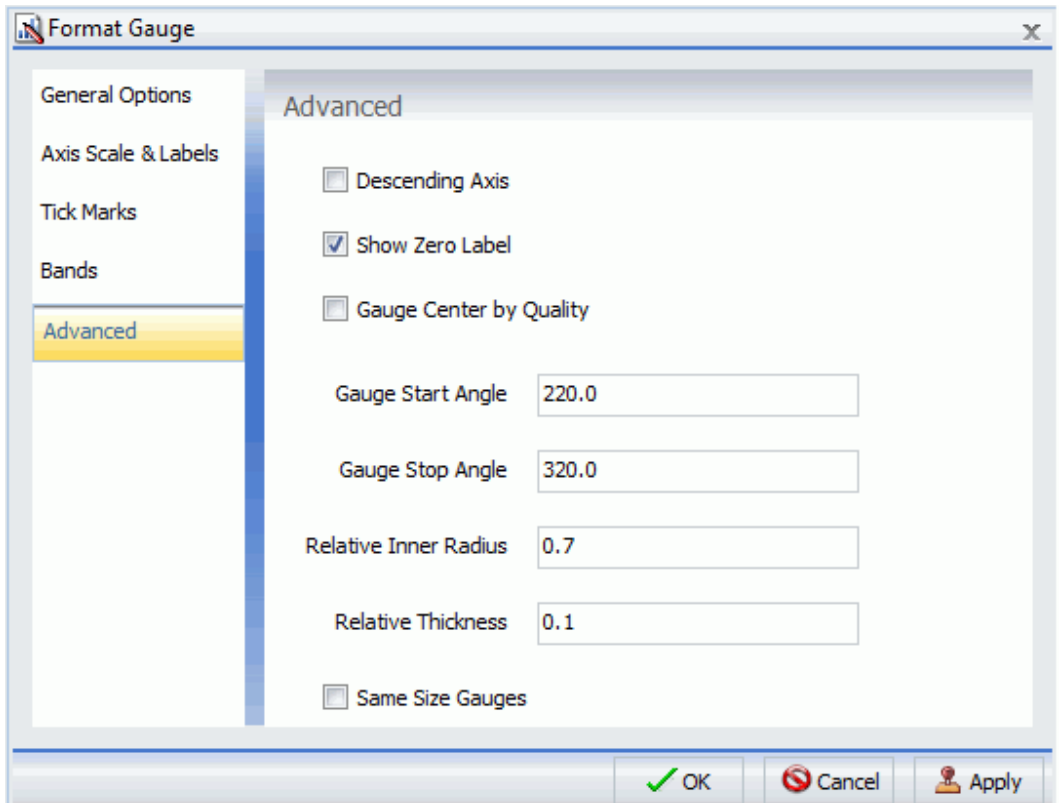 Format Gauge
x
General Options
Axis Scale & Labels
Tick Marks
Bands
Advanced
Advanced
Descending Axis
Show Zero Label
Gauge Center by Quality
Gauge Start Angle 220.0
Gauge Stop Angle 320.0
Relative Inner Radius 0.7
Relative Thickness 0.1
Same Size Gauges
OK Cancel Apply